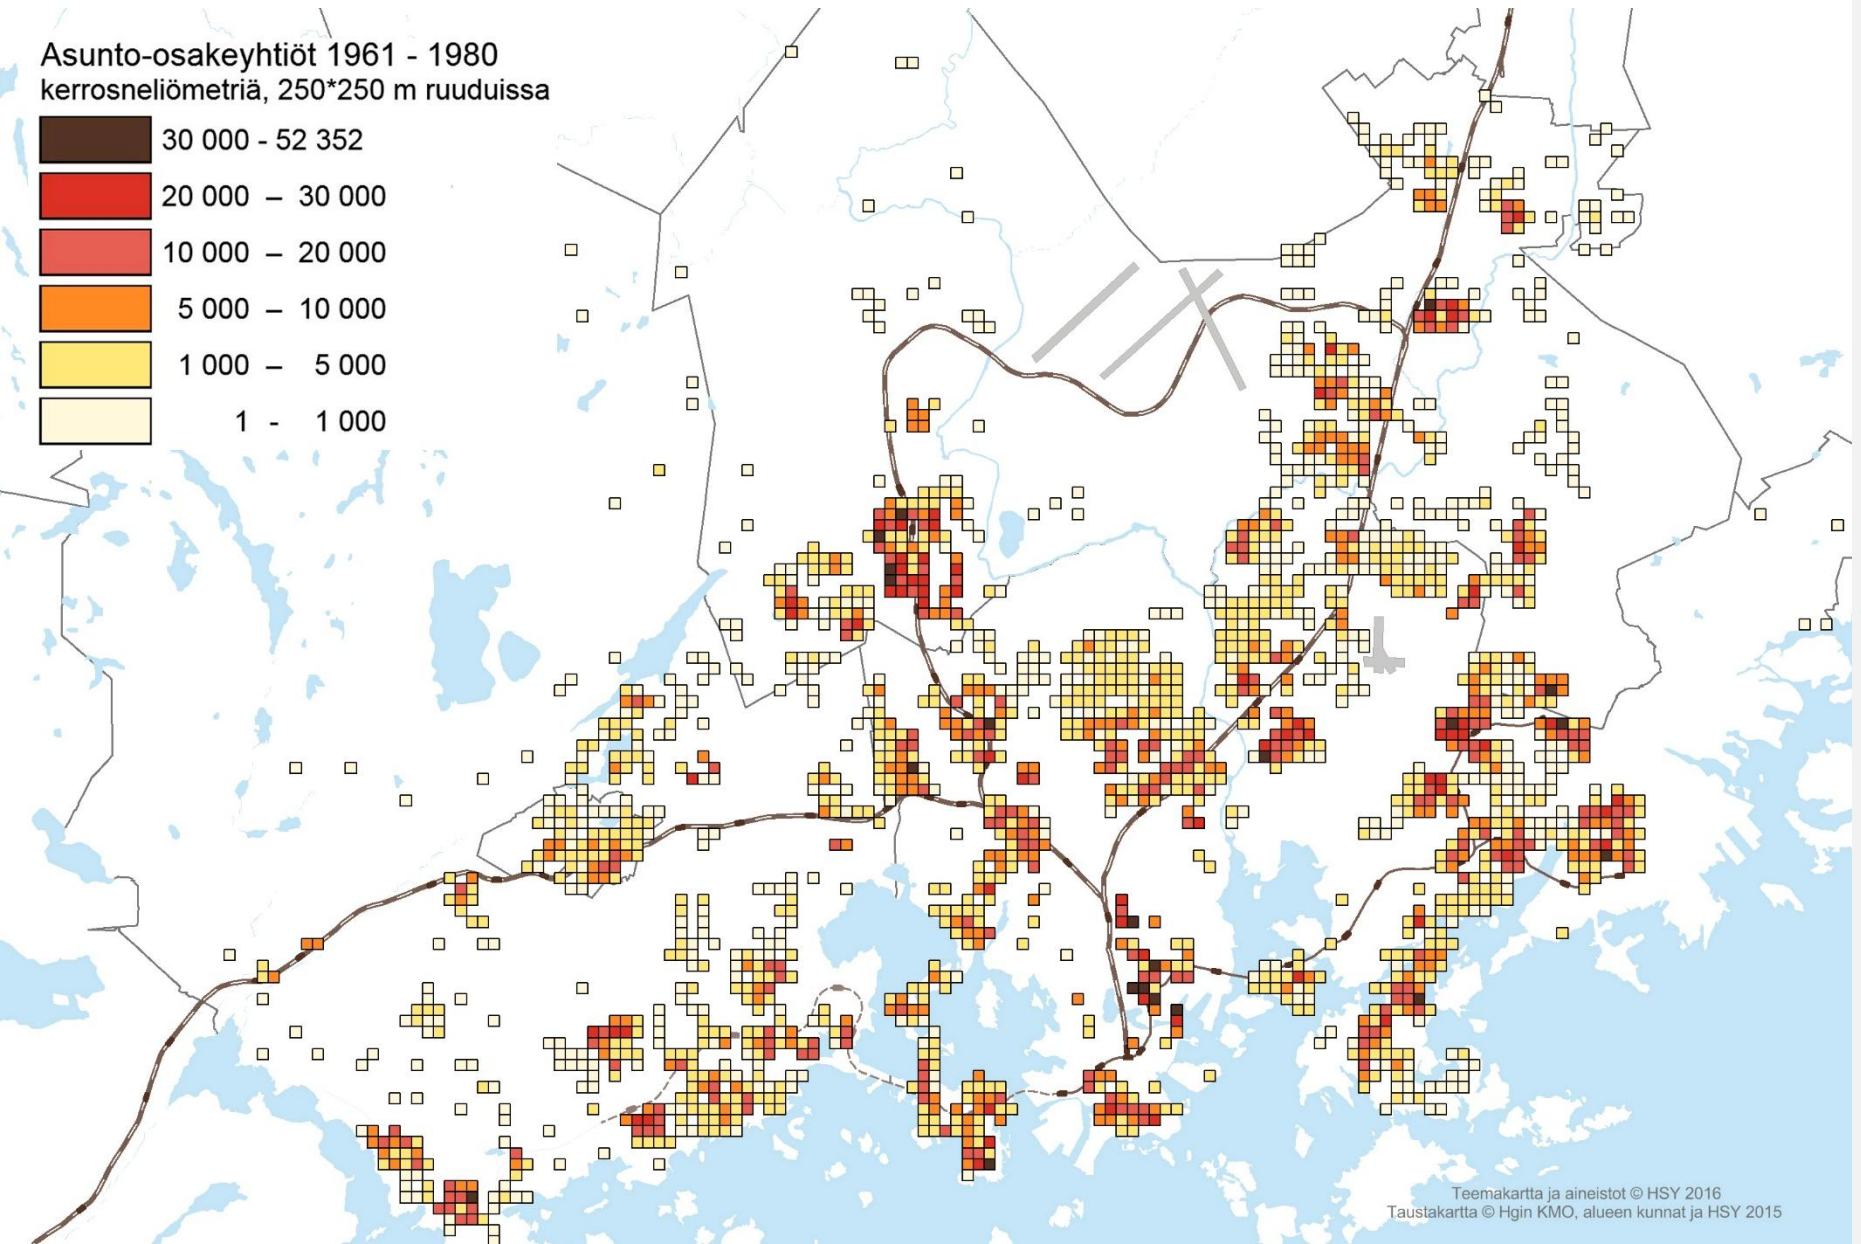 Asunto-osakeyhtiöt 1961 - 1980
kerrosneliömetriä, 250*250 m ruuduissa
30 000 - 52 352
20 000 – 30 000
10 000 – 20 000
5 000 – 10 000
1 000 – 5 000
1 - 1 000
Teemakartta ja aineistot © HSY 2016
Taustakartta © Hgin KMO, alueen kunnat ja HSY 2015